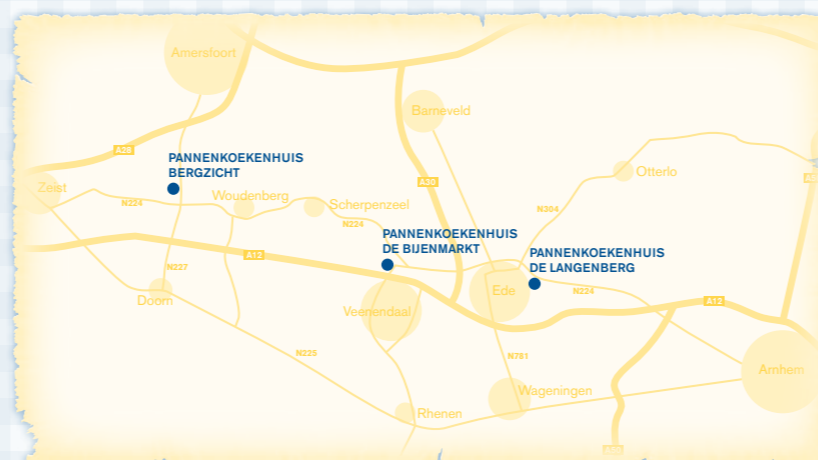 Amersfoort
Barneveld
A28
PANNENKOEKENHUIS
BERGZICHT
Otterlo
A30
Zeist
Woudenberg
N224
Scherpenzeel
N304
N224
PANNENKOEKENHUIS
DE BIJENMARKT
PANNENKOEKENHUIS
DE LANGENBERG
A12
N227
Ede
N224
Doorn
A12
Veenendaal
N225
N781
Arnhem
Wageningen
Rhenen